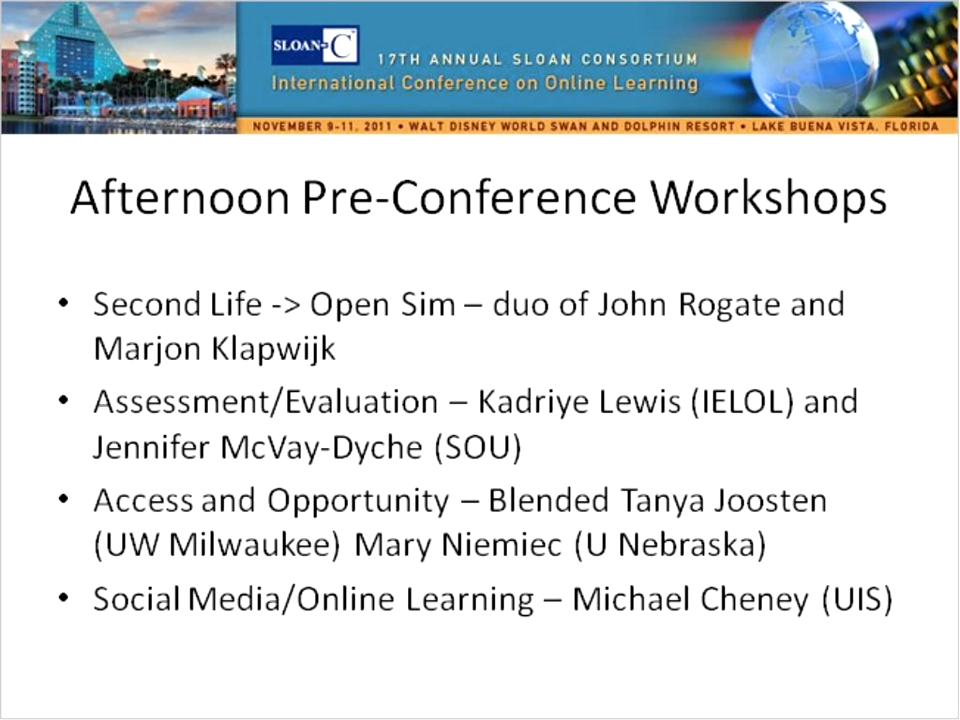 SLOAN-C
17TH ANNUAL SLOAN CONSORTIUM
International Conference on Online Learning
NOVEMBER 9-11, 2011 • WALT DISNEY WORLD SWAN AND DOLPHIN RESORT • LAKE BUENA VISTA, FLORIDA
Afternoon Pre-Conference Workshops
• Second Life -> Open Sim – duo of John Rogate and
Marjon Klapwijk
• Assessment/Evaluation – Kadriye Lewis (IELOL) and
Jennifer McVay-Dyche (SOU)
• Access and Opportunity – Blended Tanya Joosten
(UW Milwaukee) Mary Niemiec (U Nebraska)
• Social Media/Online Learning – Michael Cheney (UIS)